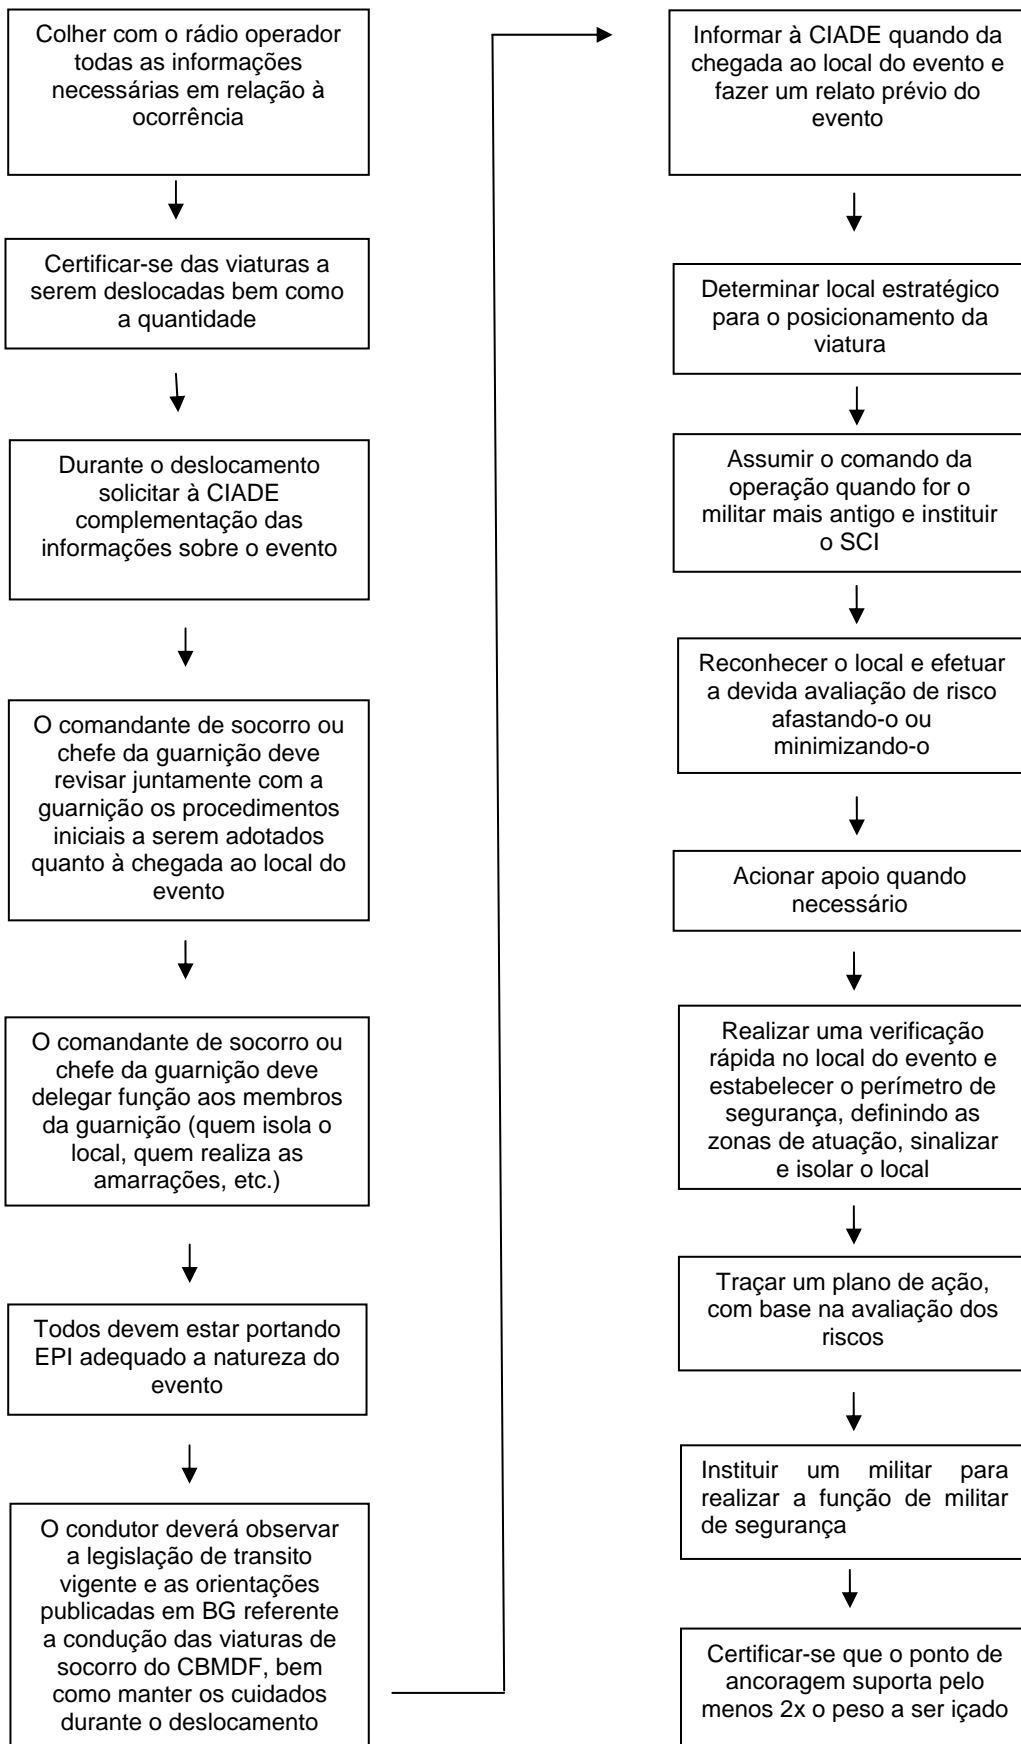 Colher com o rádio operador
todas as informações
necessárias em relação à
ocorrência
Certificar-se das viaturas a
serem deslocadas bem como
a quantidade
Durante o deslocamento
solicitar à CIADE
complementação das
informações sobre o evento
O comandante de socorro ou
chefe da guarnição deve
revisar juntamente com a
guarnição os procedimentos
iniciais a serem adotados
quanto à chegada ao local do
evento
O comandante de socorro ou
chefe da guarnição deve
delegar função aos membros
da guarnição (quem isola o
local, quem realiza as
amarrações, etc.)
Todos devem estar portando
EPI adequado a natureza do
evento
O condutor deverá observar
a legislação de transito
vigente e as orientações
publicadas em BG referente
a condução das viaturas de
socorro do CBMDF, bem
como manter os cuidados
durante o deslocamento
Informar à CIADE quando da
chegada ao local do evento e
fazer um relato prévio do
evento
Determinar local estratégico
para o posicionamento da
viatura
Assumir o comando da
operação quando for o
militar mais antigo e instituir
o SCI
Reconhecer o local e efetuar
a devida avaliação de risco
afastando-o ou
minimizando-o
Acionar apoio quando
necessário
Realizar uma verificação
rápida no local do evento e
estabelecer o perímetro de
segurança, definindo as
zonas de atuação, sinalizar
e isolar o local
Traçar um plano de ação,
com base na avaliação dos
riscos
Instituir um militar para
realizar a função de militar
de segurança
Certificar-se que o ponto de
ancoragem suporta pelo
menos 2x o peso a ser içado